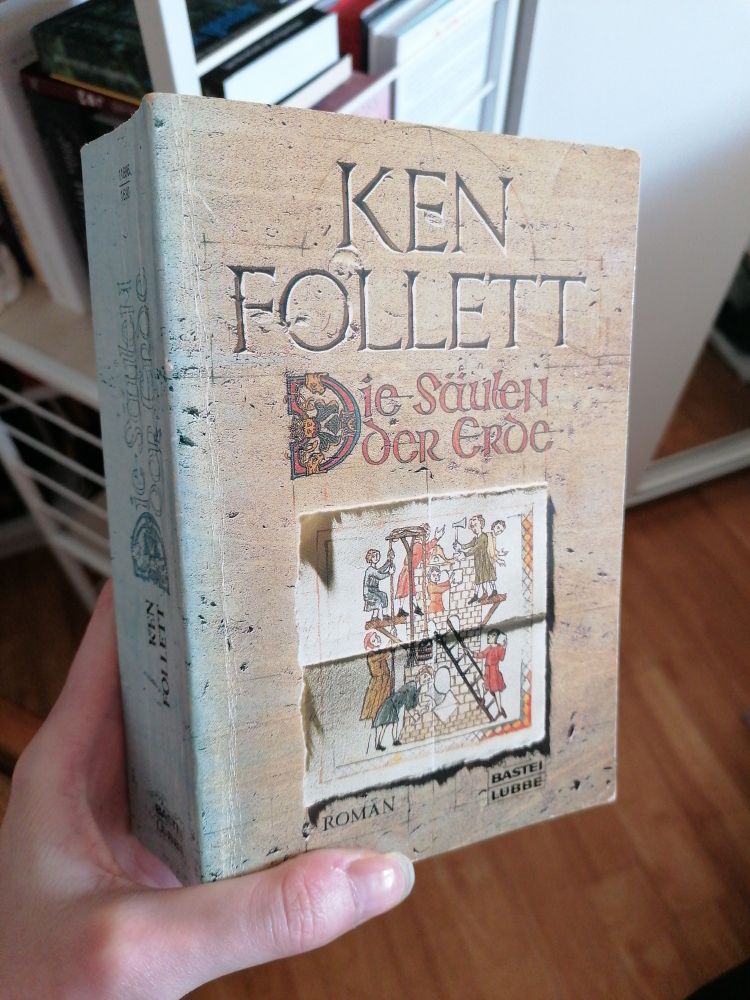 KEN
FOLLETT
Die Säulen
der Erde
ROMAN
BASTEI
LÜBBE
Die Säulen
der Erde
KEN
FOLLETT